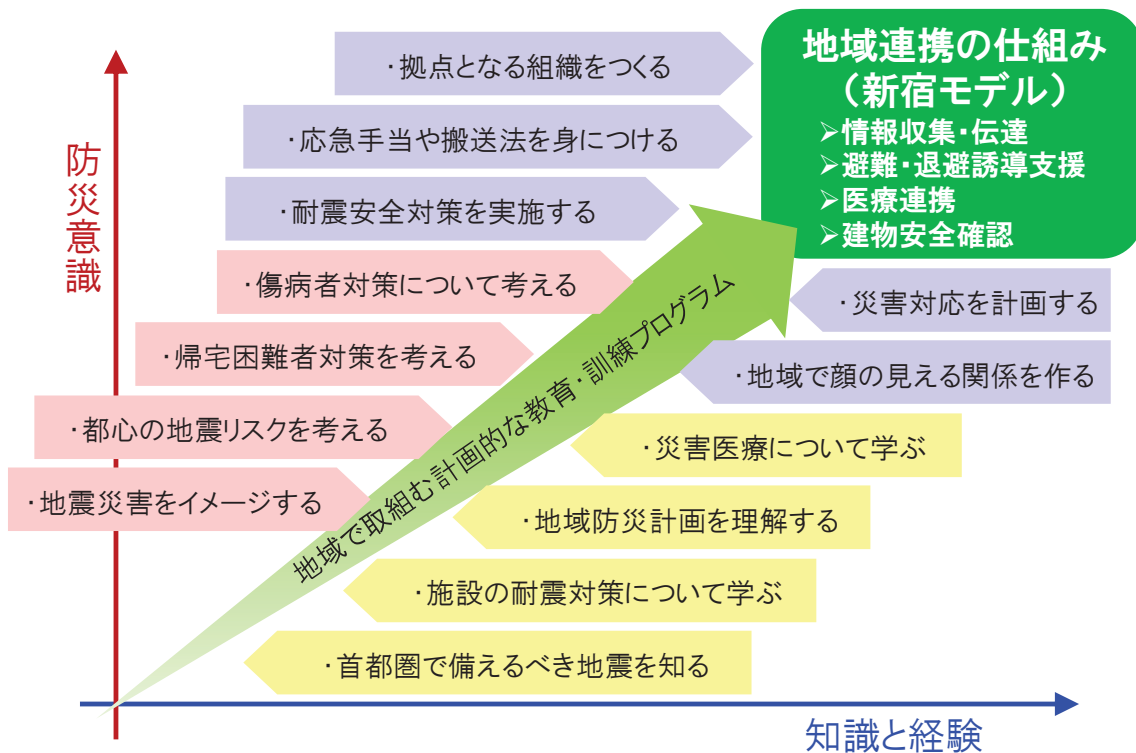 地域連携の仕組み
(新宿モデル)
➢情報収集・伝達
➢避難・退避誘導支援
➢医療連携
➢建物安全確認
・拠点となる組織をつくる
・応急手当や搬送法を身につける
・耐震安全対策を実施する
・傷病者対策について考える
・帰宅困難者対策を考える
・都心の地震リスクを考える
・地震災害をイメージする
防災意識
地域で取組む計画的な教育・訓練プログラム
・災害対応を計画する
・地域で顔の見える関係を作る
・災害医療について学ぶ
・地域防災計画を理解する
・施設の耐震対策について学ぶ
・首都圏で備えるべき地震を知る
知識と経験